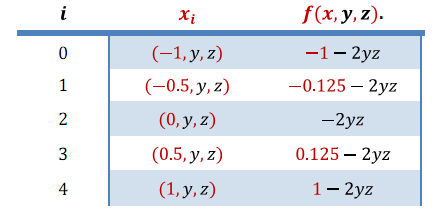 i x_i f(x, y, z).
0 (−1, y, z) −1 − 2yz
1 (−0.5, y, z) −0.125 − 2yz
2 (0, y, z) −2yz
3 (0.5, y, z) 0.125 − 2yz
4 (1, y, z) 1 − 2yz